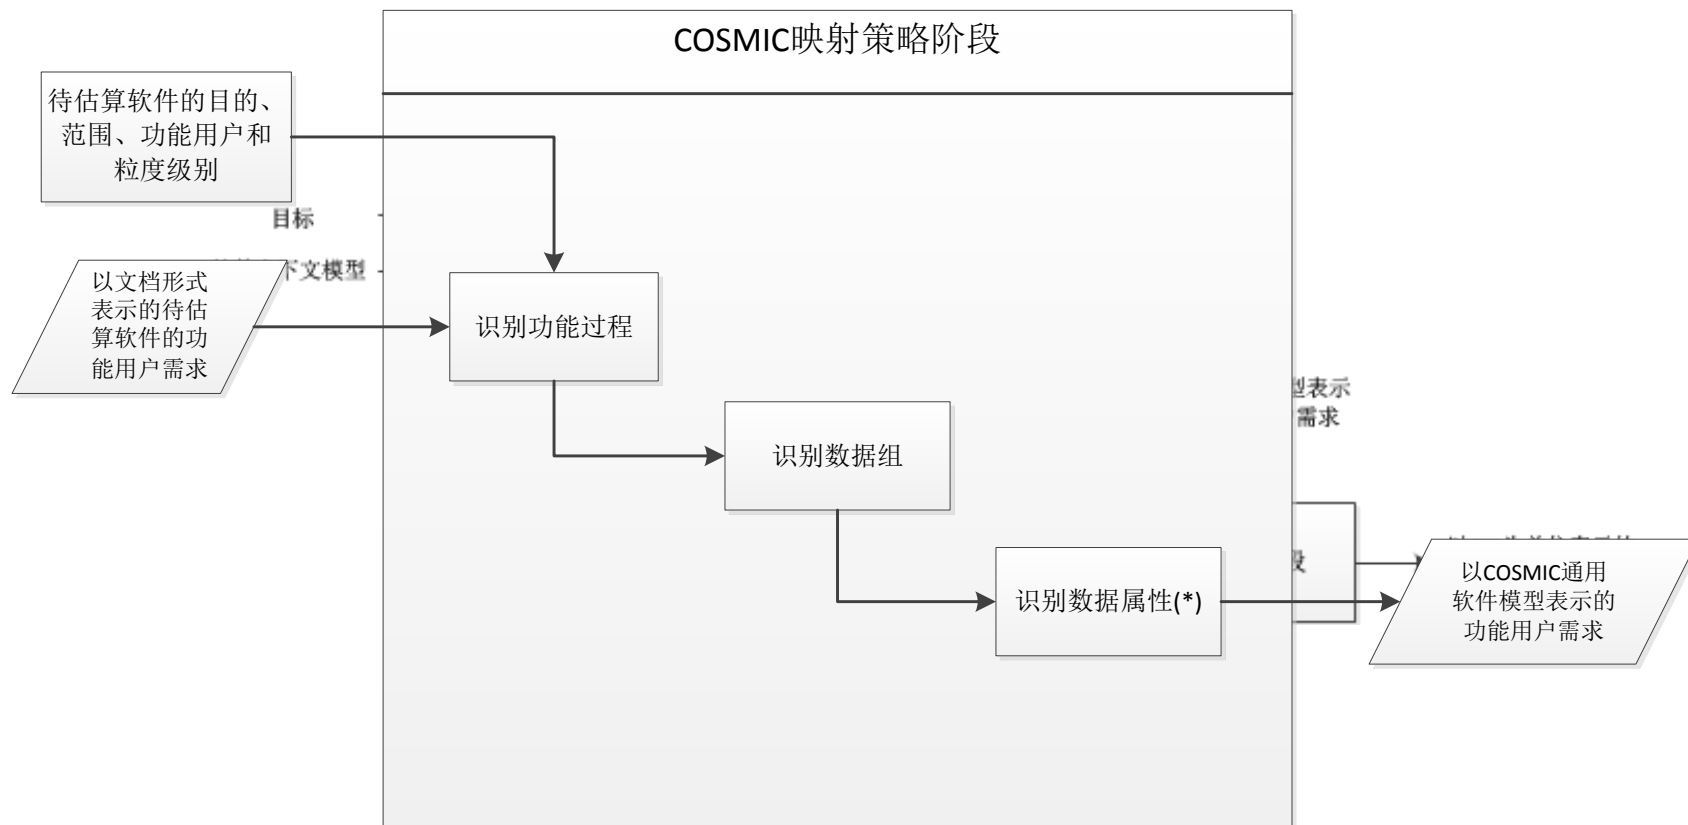 COSMIC映射策略阶段
待估算软件的目的、
范围、功能用户和
粒度级别
目标
下文模型
以文档形式
表示的待估
算软件的功
能用户需求
识别功能过程
型表示
需求
识别数据组
段
识别数据属性(*)
以COSMIC通用
软件模型表示的
功能用户需求